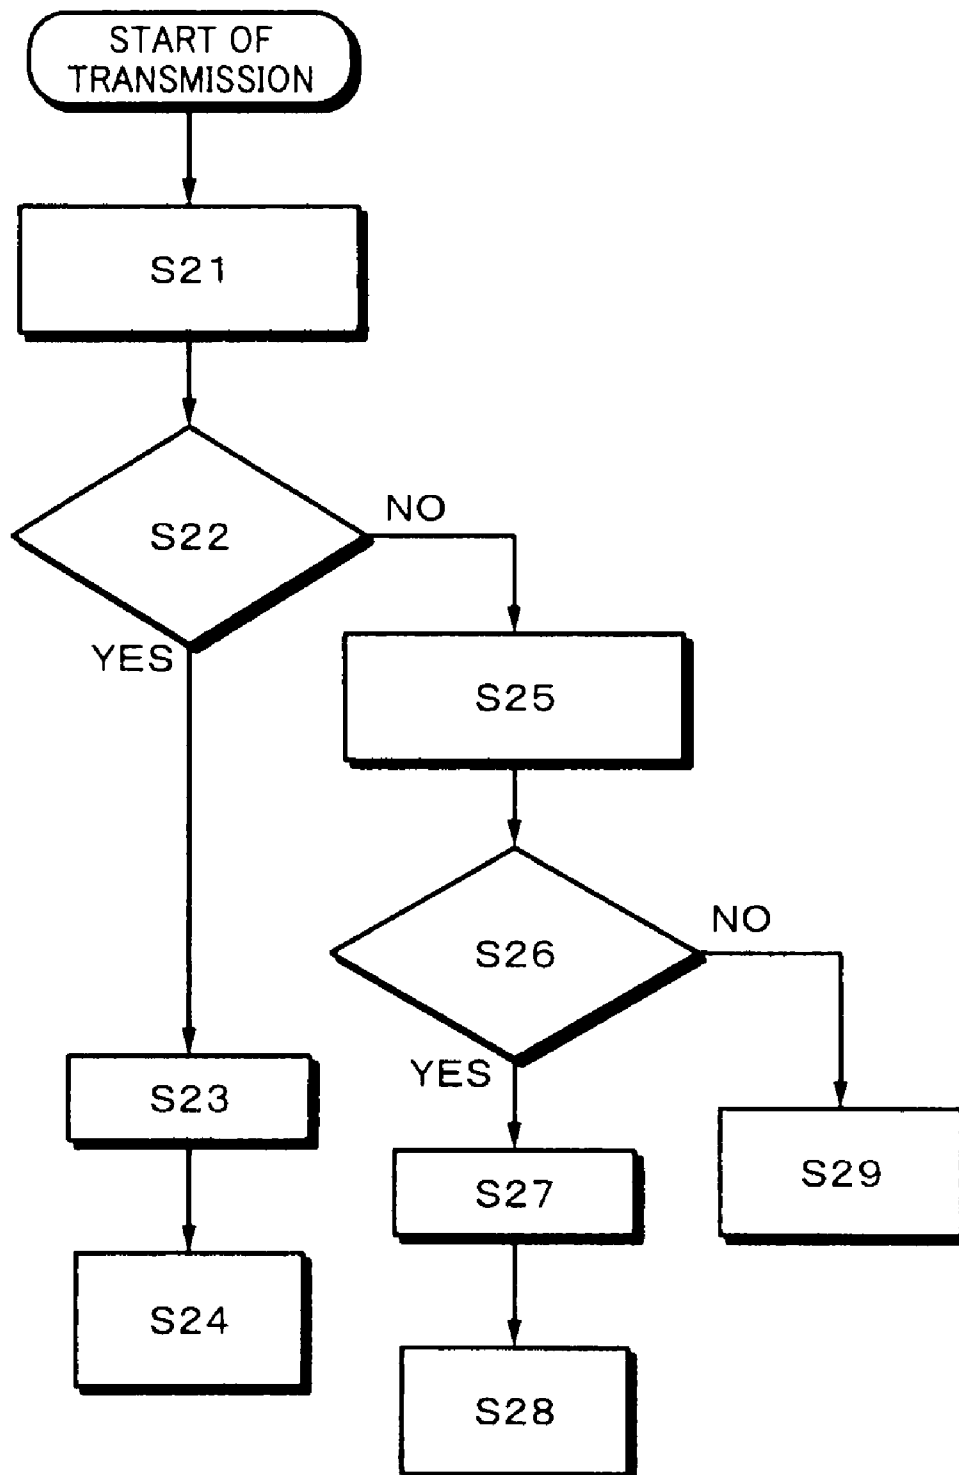 START OF
TRANSMISSION
S21
S22
NO
YES
S25
S26
NO
YES
S23
S27
S29
S24
S28